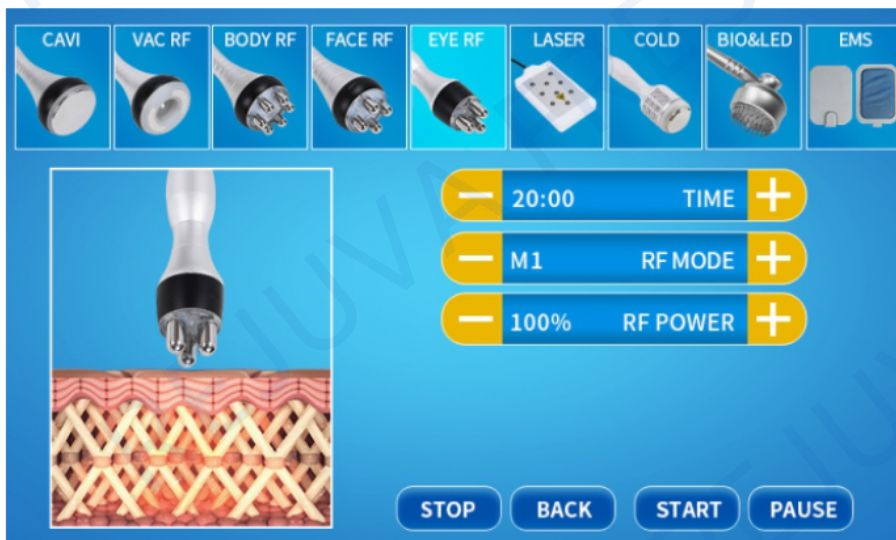 CAVI
VAC RF
BODY RF
FACE RF
EYE RF
LASER
COLD
BIO&LED
EMS
20:00 TIME
M1 RF MODE
100% RF POWER
STOP
BACK
START
PAUSE